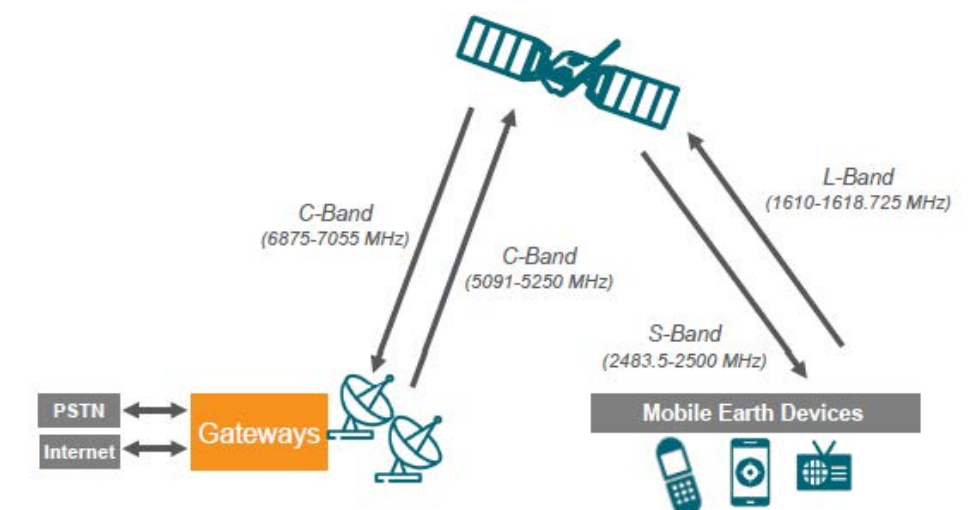 C-Band
(6875-7055 MHz)
C-Band
(5091-5250 MHz)
L-Band
(1610-1618.725 MHz)
S-Band
(2483.5-2500 MHz)
PSTN
Internet
Gateways
Mobile Earth Devices